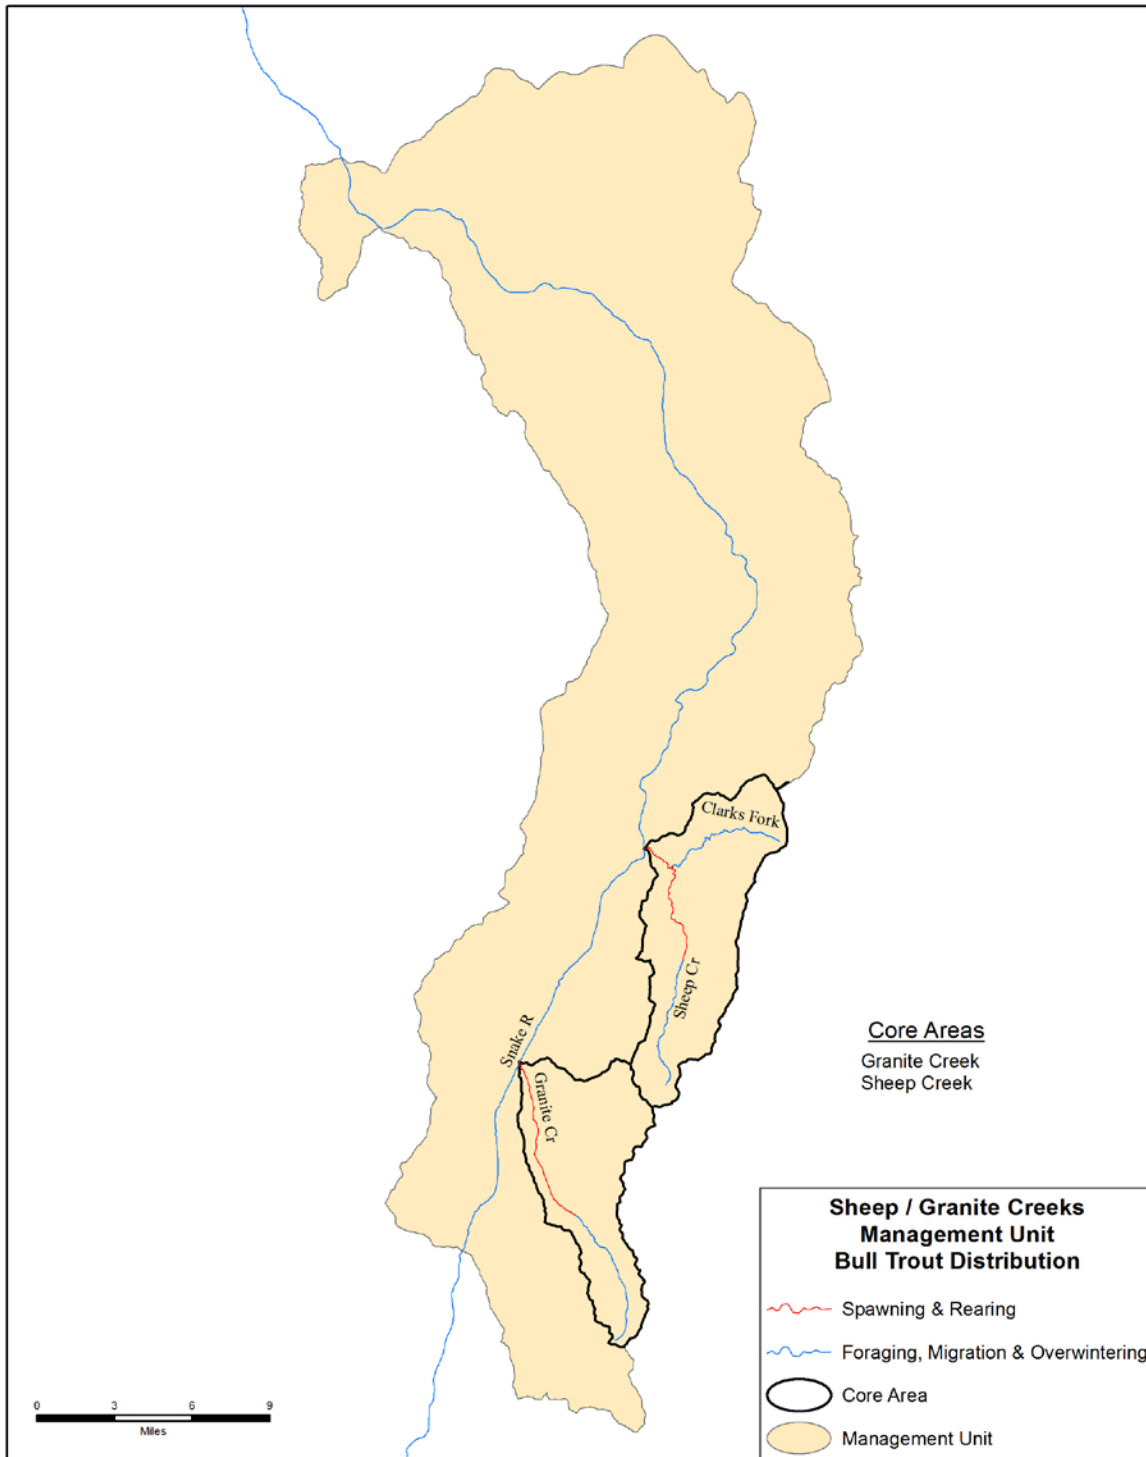 Clarks Fork
Sheep Cr
Snake R
Granite Cr
Core Areas
Granite Creek
Sheep Creek
Sheep / Granite Creeks
Management Unit
Bull Trout Distribution
Spawning & Rearing
Foraging, Migration & Overwintering
Core Area
Management Unit
0 3 6 9
Miles